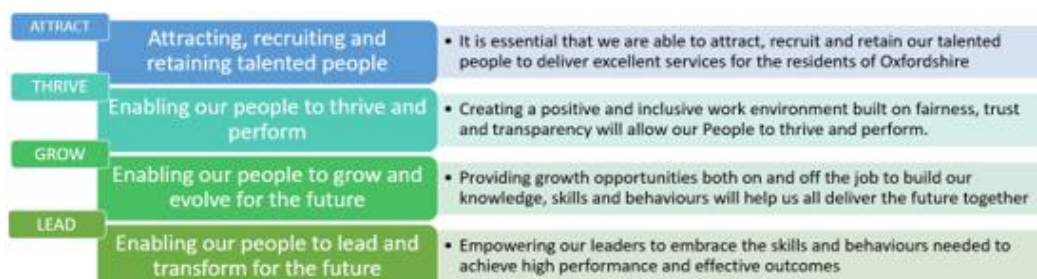 ATTRACT
Attracting, recruiting and
retaining talented people
• It is essential that we are able to attract, recruit and retain our talented
people to deliver excellent services for the residents of Oxfordshire
THRIVE
Enabling our people to thrive and
perform
• Creating a positive and inclusive work environment built on fairness, trust
and transparency will allow our People to thrive and perform.
GROW
Enabling our people to grow and
evolve for the future
• Providing growth opportunities both on and off the job to build our
knowledge, skills and behaviours will help us all deliver the future together
LEAD
Enabling our people to lead and
transform for the future
• Empowering our leaders to embrace the skills and behaviours needed to
achieve high performance and effective outcomes